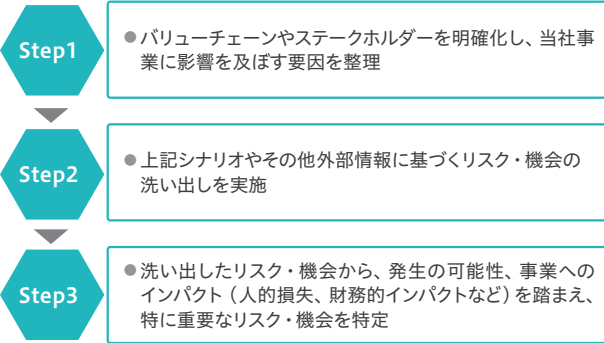 Step1
●バリューチェーンやステークホルダーを明確化し、当社事
業に影響を及ぼす要因を整理
Step2
●上記シナリオやその他外部情報に基づくリスク・機会の
洗い出しを実施
Step3
●洗い出したリスク・機会から、発生の可能性、事業への
インパクト（人的損失、財務的インパクトなど）を踏まえ、
特に重要なリスク・機会を特定